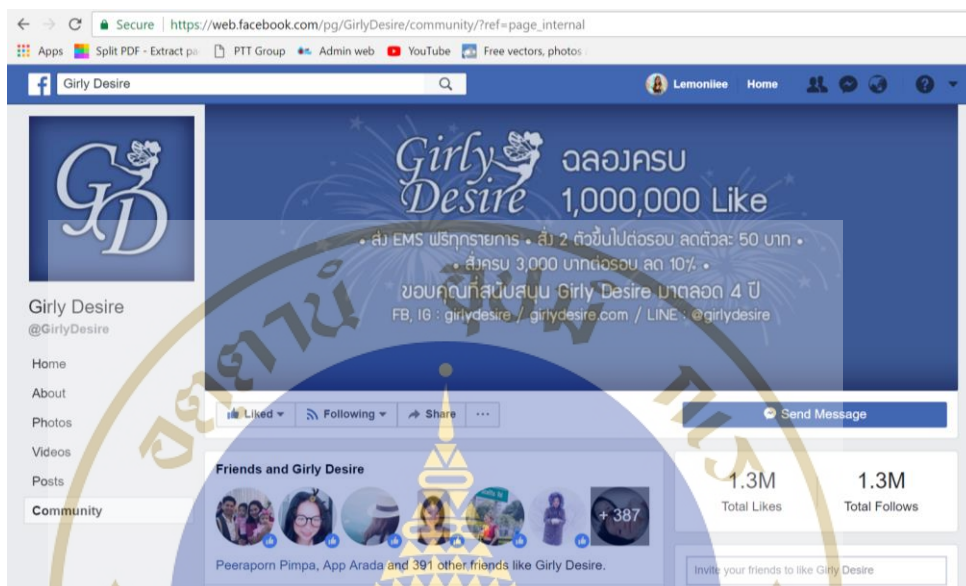 Secure | https://web.facebook.com/pg/GirlyDesire/community/?ref=page_internal
Apps Split PDF - Extract pa PTT Group Admin web YouTube Free vectors, photos
Girly Desire
Lemoniiee Home
GD
Girly Desire
ฉลองครบ
1,000,000 Like
• ส่ง EMS ฟรีทุกรายการ • สั่ง 2 ตัวขึ้นไปต่อรอบ ลดตัวละ 50 บาท •
• สั่งครบ 3,000 บาทต่อรอบ ลด 10% •
ขอบคุณที่สนับสนุน Girly Desire มาตลอด 4 ปี
FB, IG : girlydesire / girlydesire.com / LINE : @girlydesire
Girly Desire
@GirlyDesire
Home
About
Photos
Videos
Posts
Community
Liked Following Share ...
Send Message
Friends and Girly Desire
+ 387
Peeraporn Pimpa, App Arada and 391 other friends like Girly Desire.
1.3M
Total Likes
1.3M
Total Follows
Invite your friends to like Girly Desire